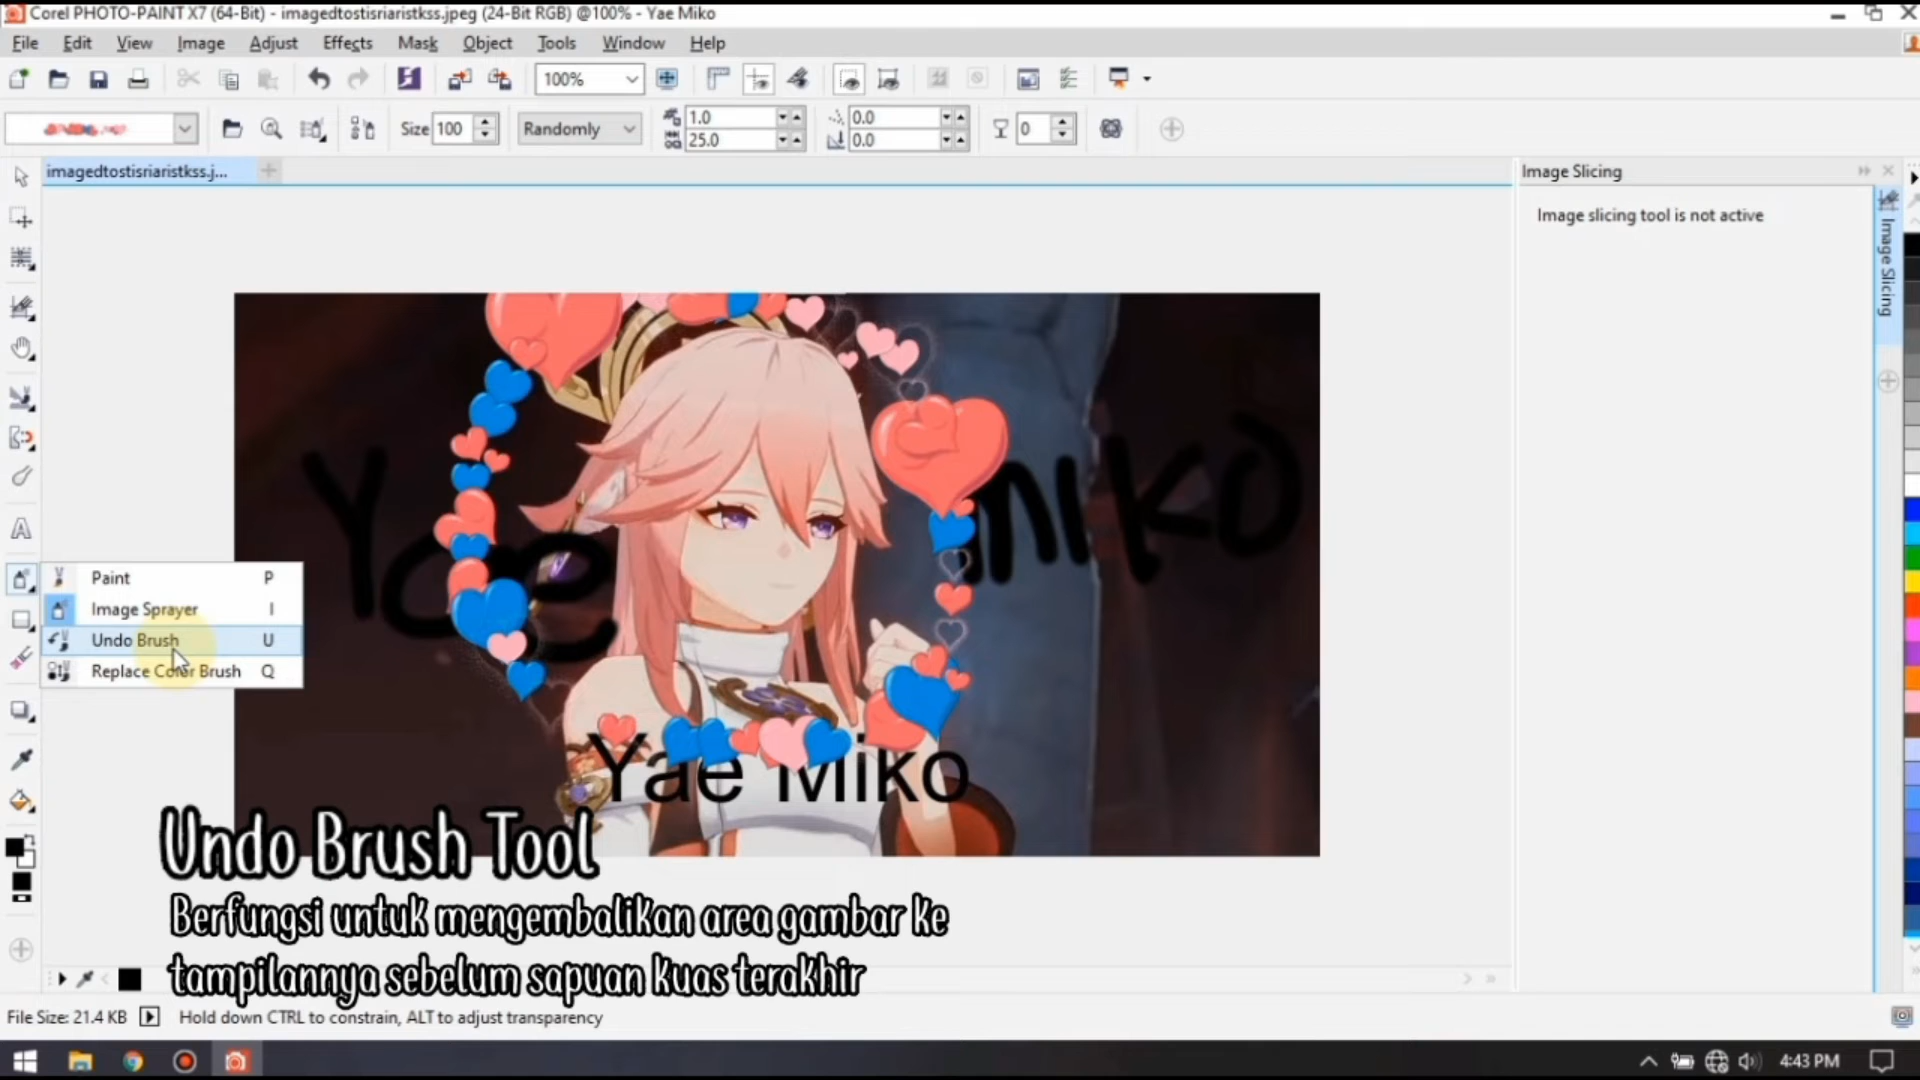 Corel PHOTO-PAINT X7 (64-Bit) - imagedtostisriaristkss.jpeg (24-Bit RGB) @100% - Yae Miko
File Edit View Image Adjust Effects Mask Object Tools Window Help
100%
Size 100 Randomly 1.0 0.0 0
25.0 0.0
imagedtostisriaristkss.j...
Image Slicing
Image slicing tool is not active
Image Slicing
Yae miko
Paint P
Image Sprayer I
Undo Brush U
Replace Color Brush Q
Yae Miko
Undo Brush Tool
Berfungsi untuk mengembalikan area gambar ke
tampilannya sebelum sapuan kuas terakhir
File Size: 21.4 KB Hold down CTRL to constrain, ALT to adjust transparency
4:43 PM